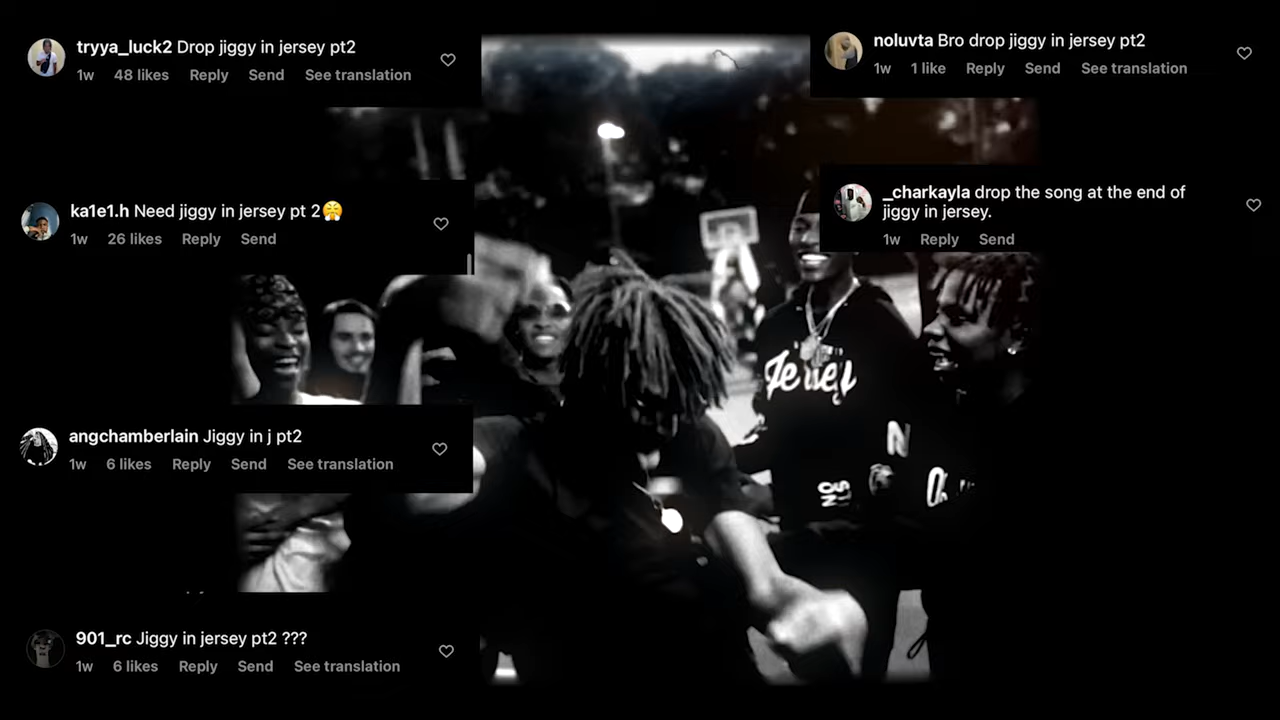 tryya_luck2 Drop jiggy in jersey pt2
1w 48 likes Reply Send See translation
noluvta Bro drop jiggy in jersey pt2
1w 1 like Reply Send See translation
ka1e1.h Need jiggy in jersey pt 2😤
1w 26 likes Reply Send
_charkayla drop the song at the end of
jiggy in jersey.
1w Reply Send
Jersey
angchamberlain Jiggy in j pt2
1w 6 likes Reply Send See translation
901_rc Jiggy in jersey pt2 ???
1w 6 likes Reply Send See translation